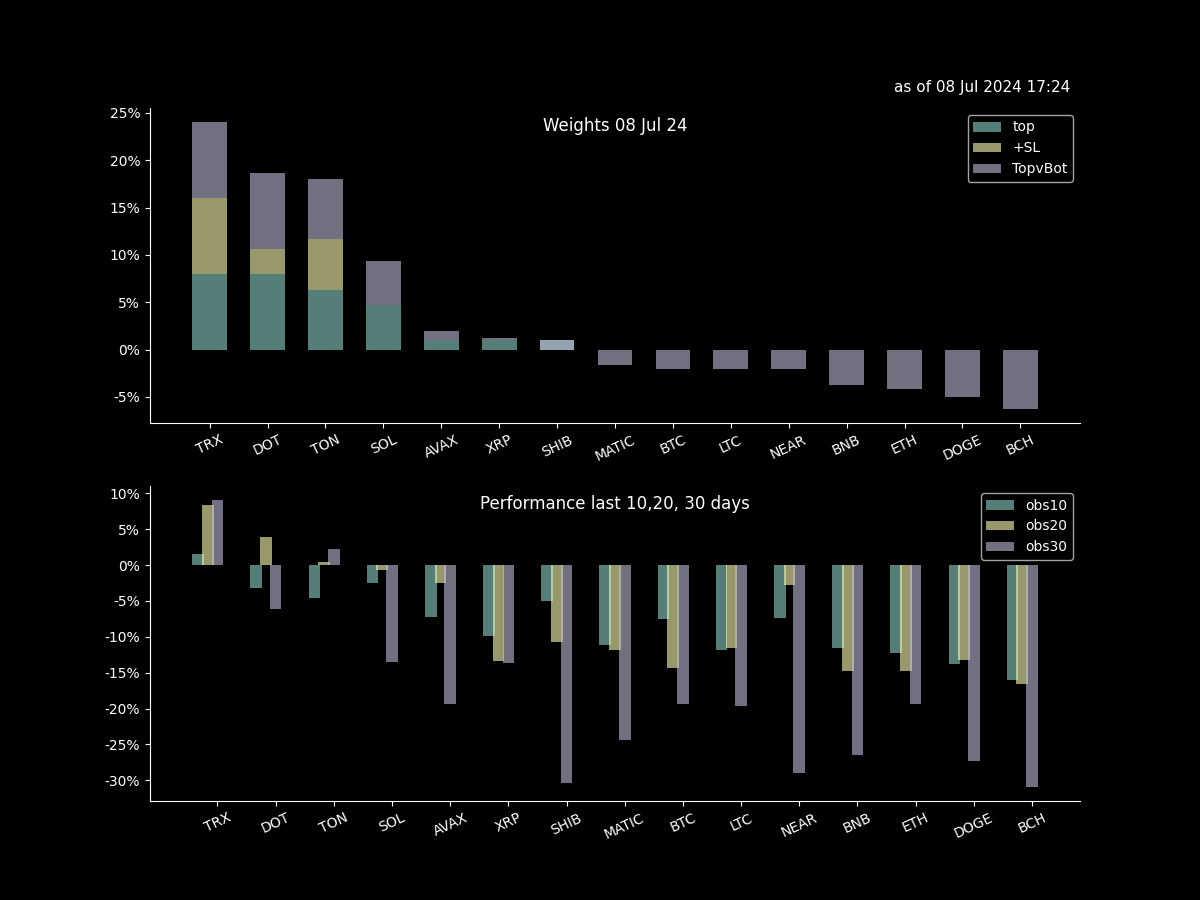 as of 08 Jul 2024 17:24
Weights 08 Jul 24
top
+SL
TopvBot
25%
20%
15%
10%
5%
0%
-5%
TRX DOT TON SOL AVAX XRP SHIB MATIC BTC LTC NEAR BNB ETH DOGE BCH
Performance last 10,20, 30 days
obs10
obs20
obs30
10%
5%
0%
-5%
-10%
-15%
-20%
-25%
-30%
TRX DOT TON SOL AVAX XRP SHIB MATIC BTC LTC NEAR BNB ETH DOGE BCH